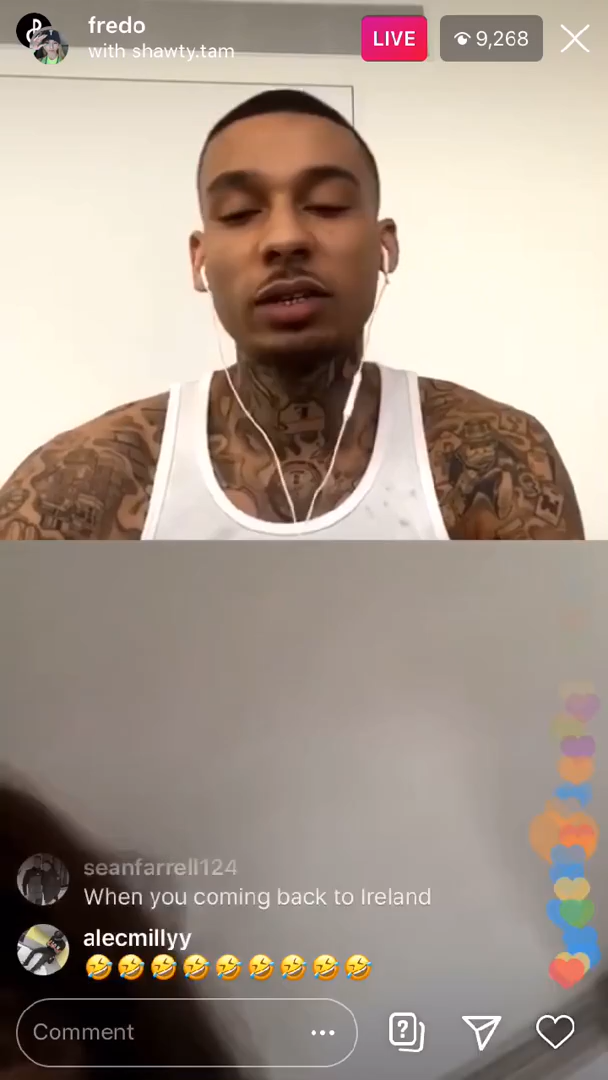 fredo
with shawty.tam
LIVE
9,268
seanfarrell124
When you coming back to Ireland
alecmillyy
🤣🤣🤣🤣🤣🤣🤣🤣🤣
Comment